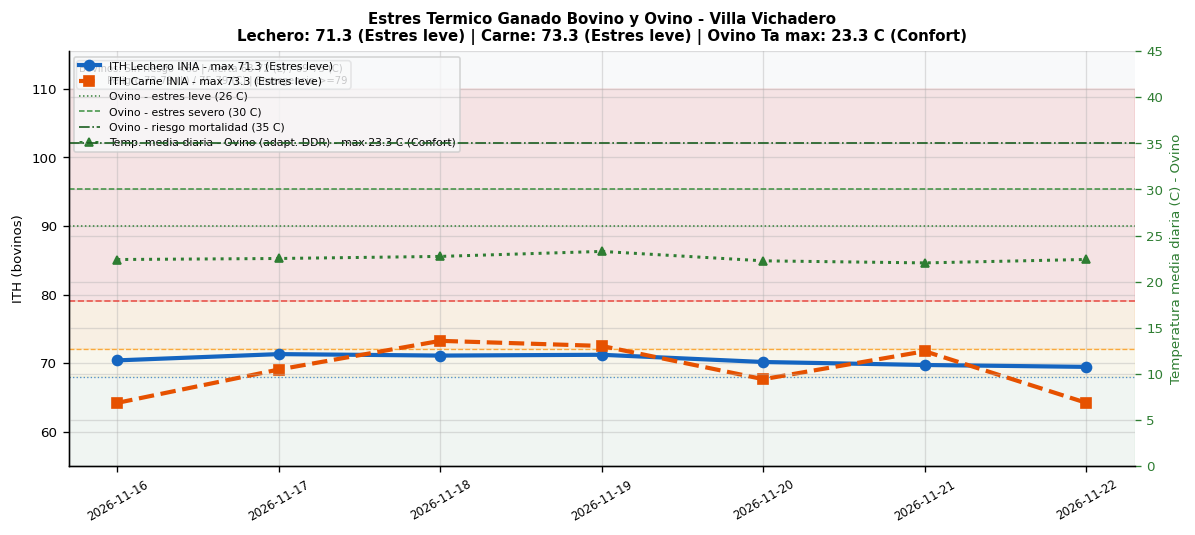 Estres Termico Ganado Bovino y Ovino - Villa Vichadero
Lechero: 71.3 (Estres leve) | Carne: 73.3 (Estres leve) | Ovino Ta max: 23.3 C (Confort)
ITH Lechero INIA - max 71.3 (Estres leve)
ITH Carne INIA - max 73.3 (Estres leve)
Ovino - estres leve (26 C)
Ovino - estres severo (30 C)
Ovino - riesgo mortalidad (35 C)
Temp. media diaria - Ovino (adapt. DDR) - max 23.3 C (Confort)
ITH (bovinos)
110
100
90
80
70
60
45
40
35
30
25
20
15
10
5
0
Temperatura media diaria (C) - Ovino
2026-11-16
2026-11-17
2026-11-18
2026-11-19
2026-11-20
2026-11-21
2026-11-22